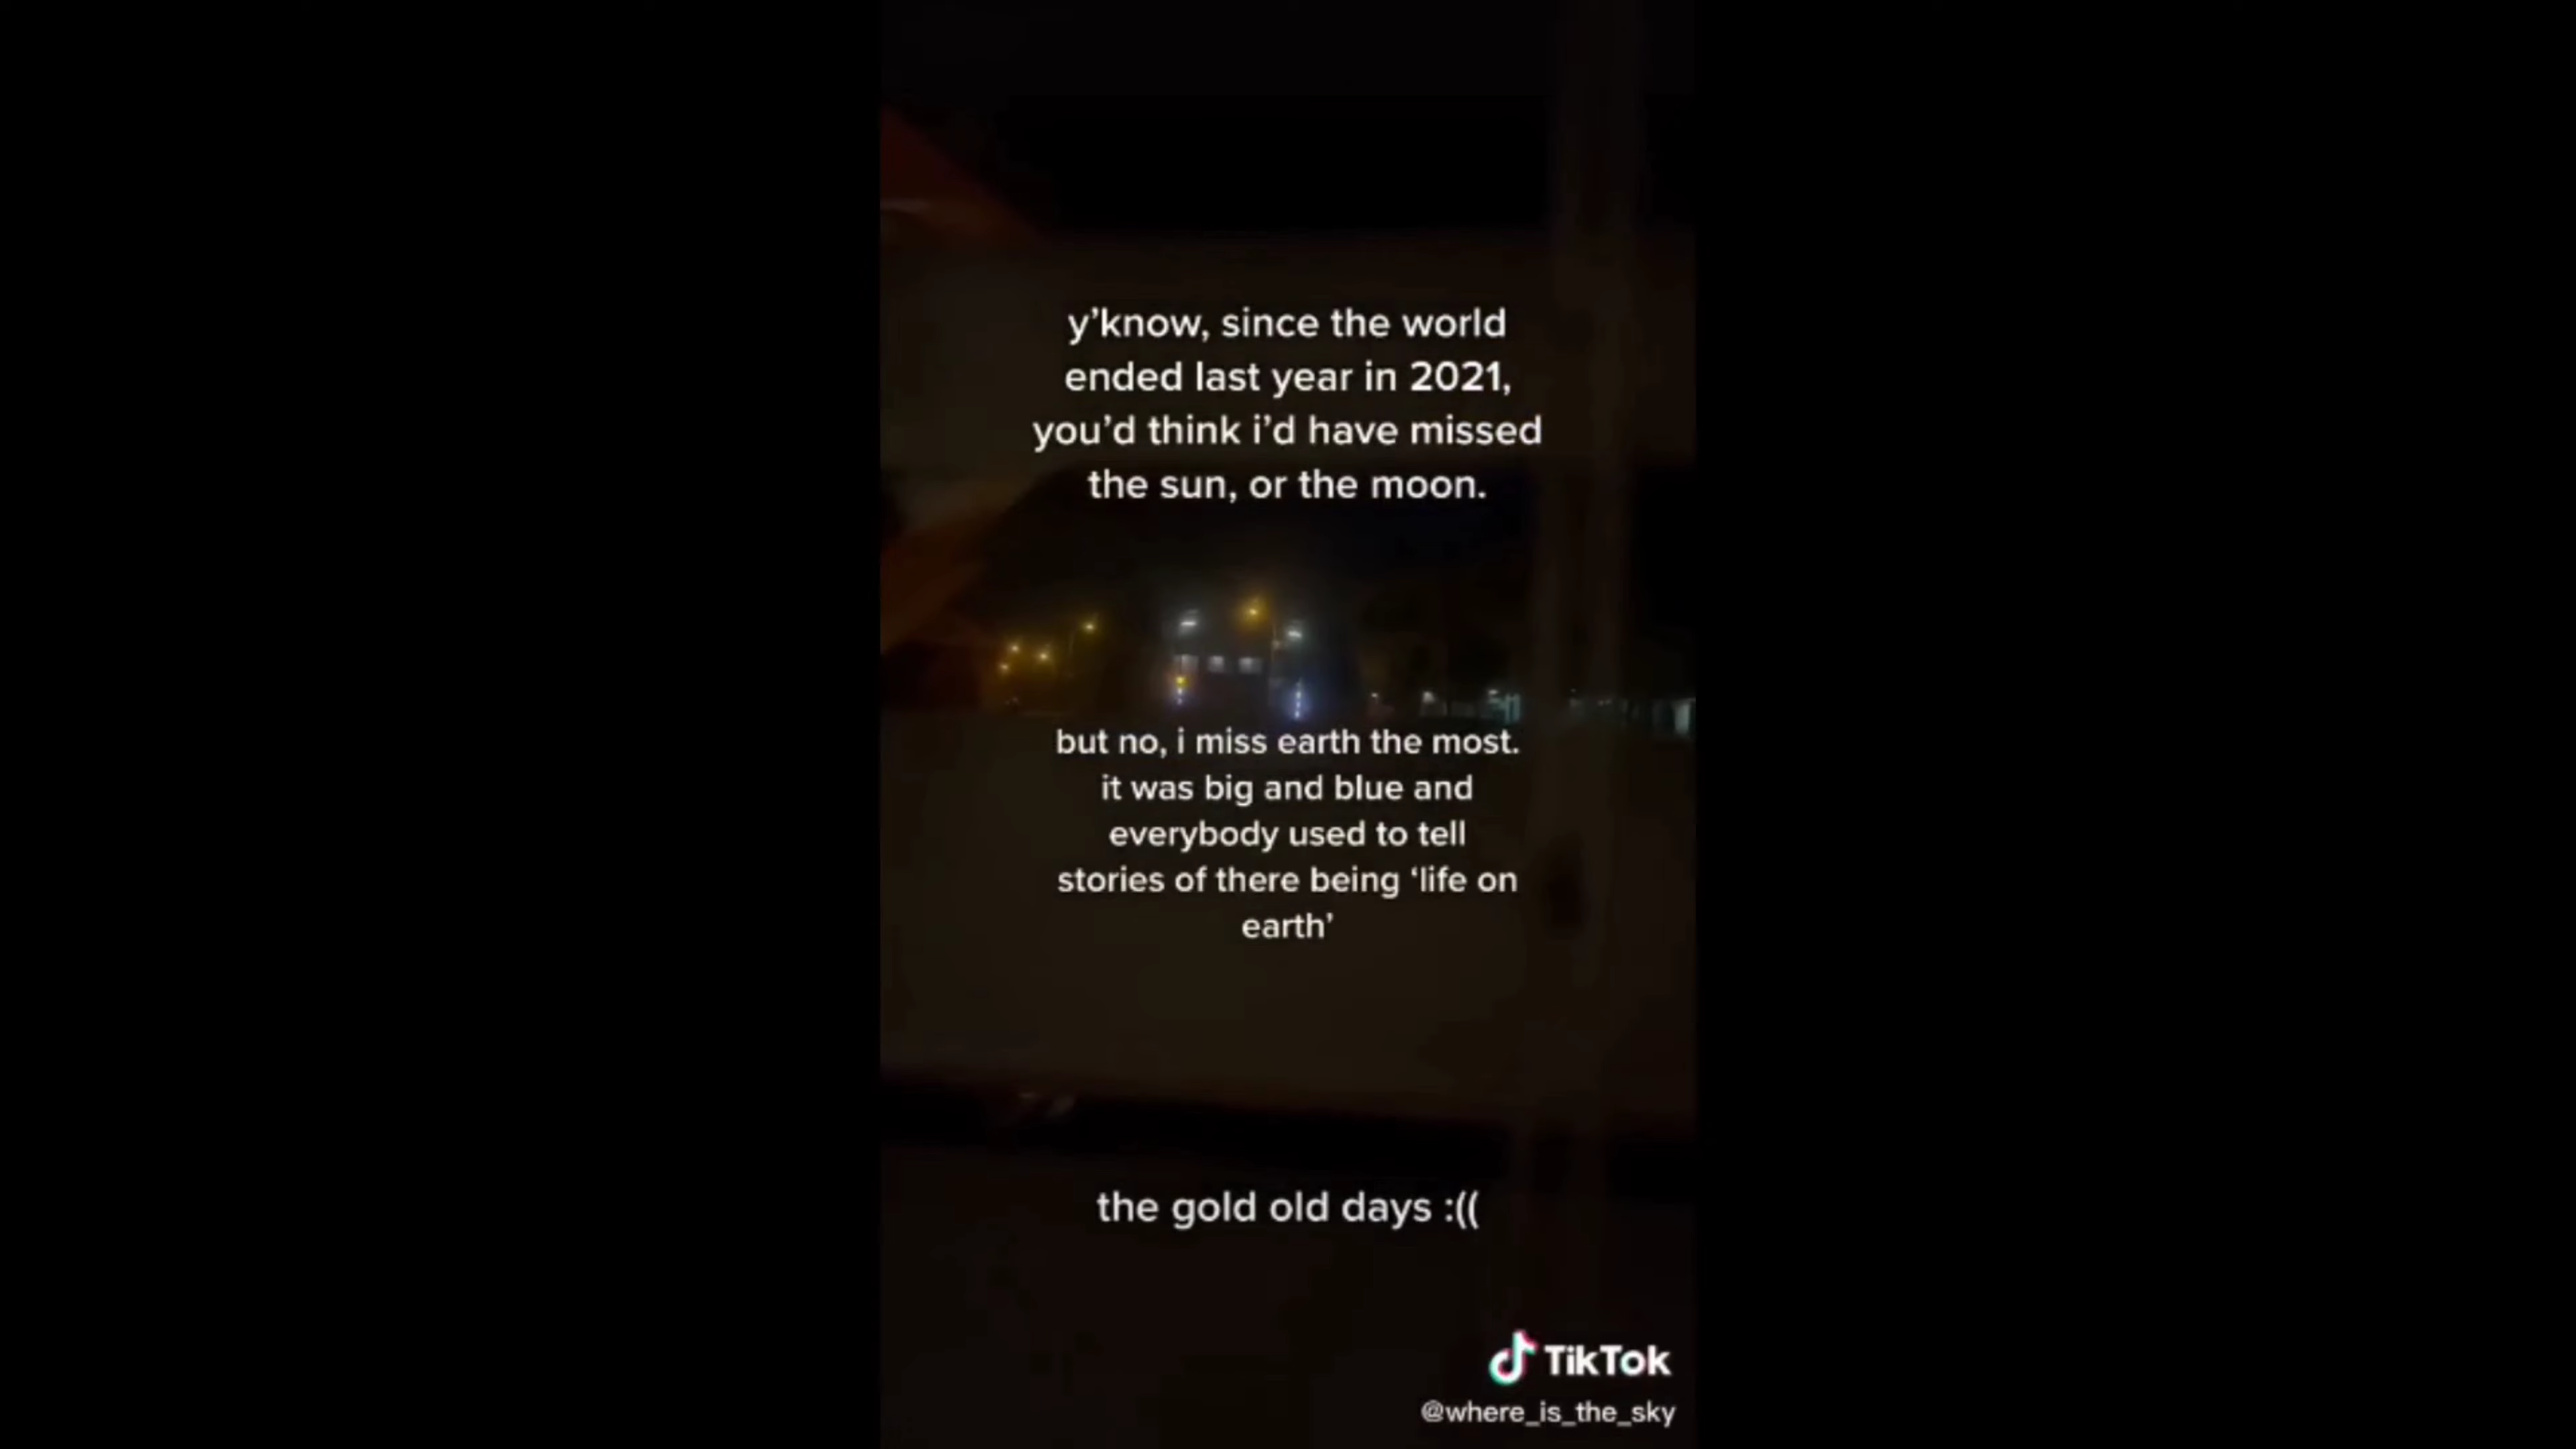 y’know, since the world
ended last year in 2021,
you’d think i’d have missed
the sun, or the moon.
but no, i miss earth the most.
it was big and blue and
everybody used to tell
stories of there being ‘life on
earth’
the gold old days :((
TikTok
@where_is_the_sky